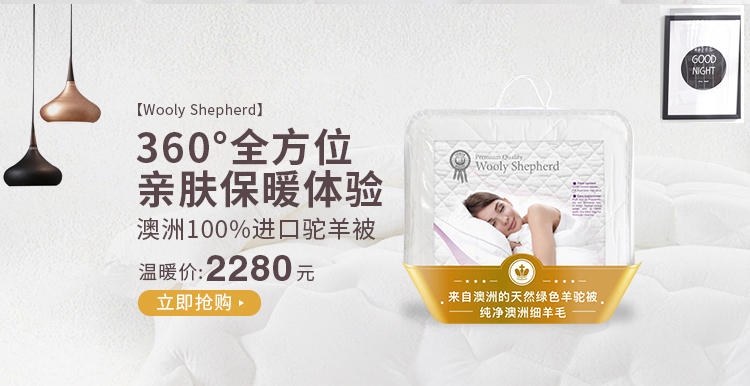 【Wooly Shepherd】
360°全方位
亲肤保暖体验
澳洲100%进口驼羊被
温暖价:2280元
立即抢购
GOOD
NIGHT
Premium Quality
Wooly Shepherd
来自澳洲的天然绿色羊驼被
纯净澳洲细羊毛